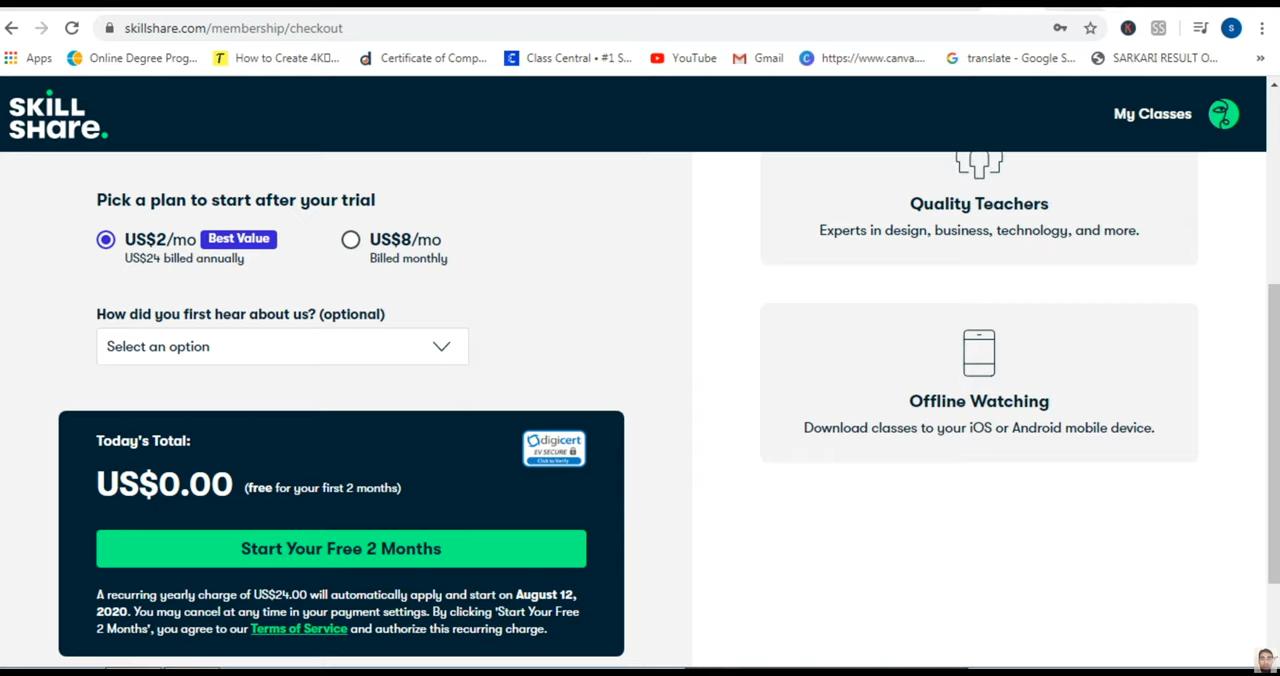 skillshare.com/membership/checkout
Apps
Online Degree Prog...
How to Create 4K...
Certificate of Comp...
Class Central • #1 S...
YouTube
Gmail
https://www.canva....
translate - Google S...
SARKARI RESULT O...
»
SKILL
SHare.
My Classes
Pick a plan to start after your trial
US$2/mo Best Value
US$24 billed annually
US$8/mo
Billed monthly
How did you first hear about us? (optional)
Select an option
Today's Total:
digicert
EV SECURE
Click to Verify
US$0.00 (free for your first 2 months)
Start Your Free 2 Months
A recurring yearly charge of US$24.00 will automatically apply and start on August 12,
2020. You may cancel at any time in your payment settings. By clicking 'Start Your Free
2 Months', you agree to our Terms of Service and authorize this recurring charge.
Quality Teachers
Experts in design, business, technology, and more.
Offline Watching
Download classes to your iOS or Android mobile device.